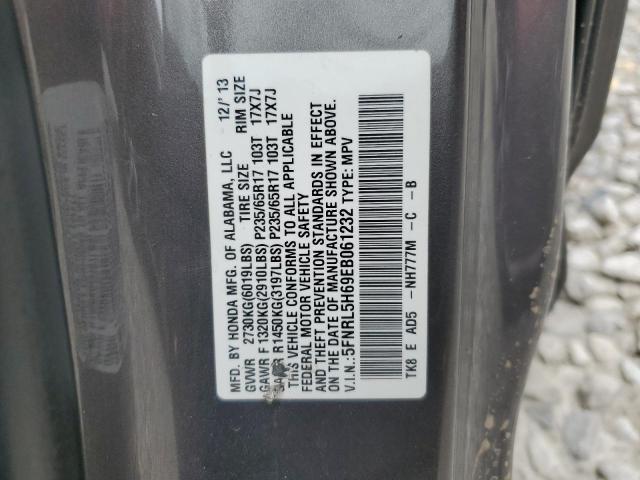 MFD. BY HONDA MFG. OF ALABAMA, LLC 12/'13
GVWR 2730KG(6019LBS) TIRE SIZE RIM SIZE
GAWR F 1320KG(2910LBS) P235/65R17 103T 17X7J
GAWR R1450KG(3197LBS) P235/65R17 103T 17X7J
THIS VEHICLE CONFORMS TO ALL APPLICABLE
FEDERAL MOTOR VEHICLE SAFETY
AND THEFT PREVENTION STANDARDS IN EFFECT
ON THE DATE OF MANUFACTURE SHOWN ABOVE.
V.I.N.:5FNRL5H69EB061232 TYPE: MPV
TK8 E AD5 -NH777M -C -B